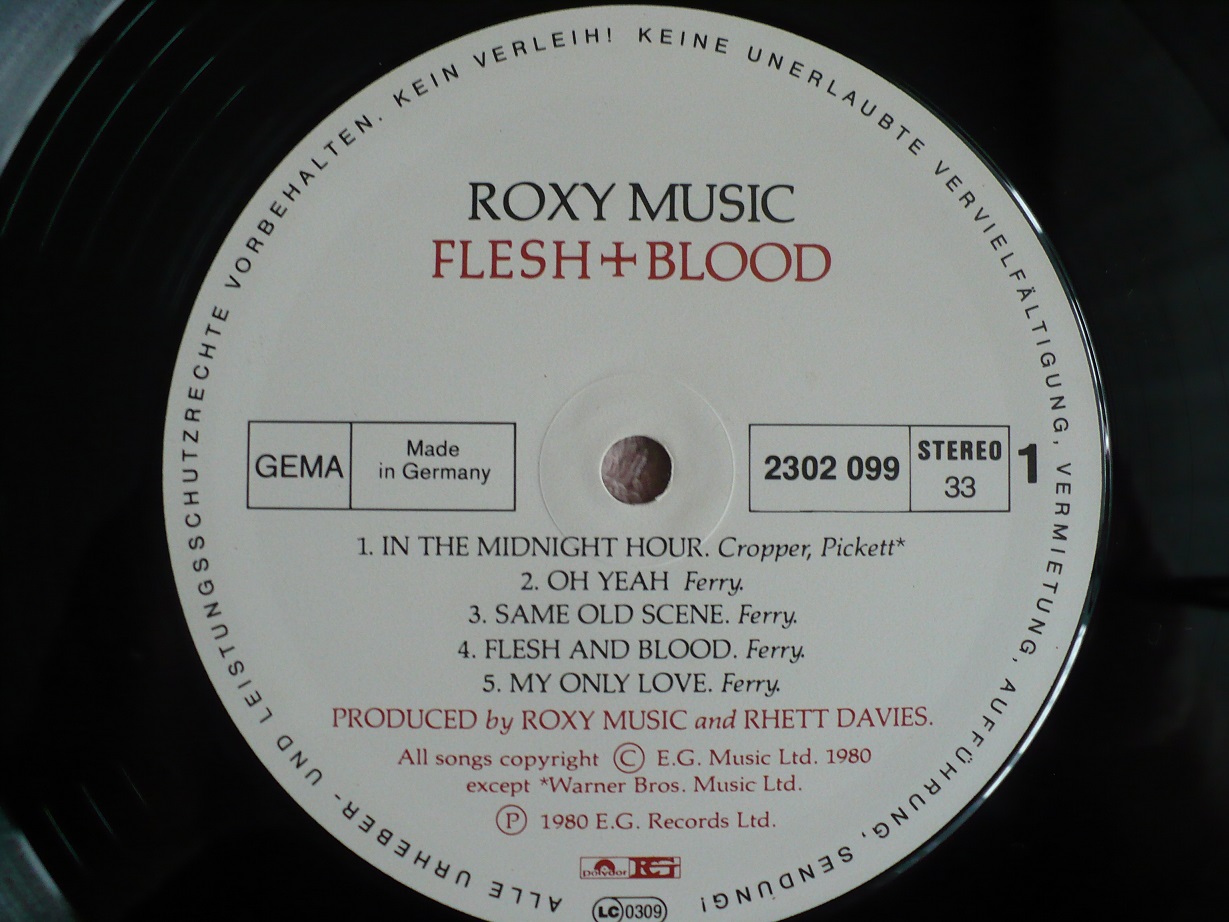 ALLE URHEBER- UND LEISTUNGSSCHUTZRECHTE VORBEHALTEN. KEIN VERLEIH! KEINE UNERLAUBTE VERVIELFÄLTIGUNG, VERMIETUNG, AUFFÜHRUNG, SENDUNG!
ROXY MUSIC
FLESH+BLOOD
GEMA
Made
in Germany
2302 099
STEREO
33
1
1. IN THE MIDNIGHT HOUR. Cropper, Pickett*
2. OH YEAH Ferry.
3. SAME OLD SCENE. Ferry.
4. FLESH AND BLOOD. Ferry.
5. MY ONLY LOVE. Ferry.
PRODUCED by ROXY MUSIC and RHETT DAVIES.
All songs copyright Ⓒ E.G. Music Ltd. 1980
except *Warner Bros. Music Ltd.
Ⓟ 1980 E.G. Records Ltd.
Polydor EG
LC 0309